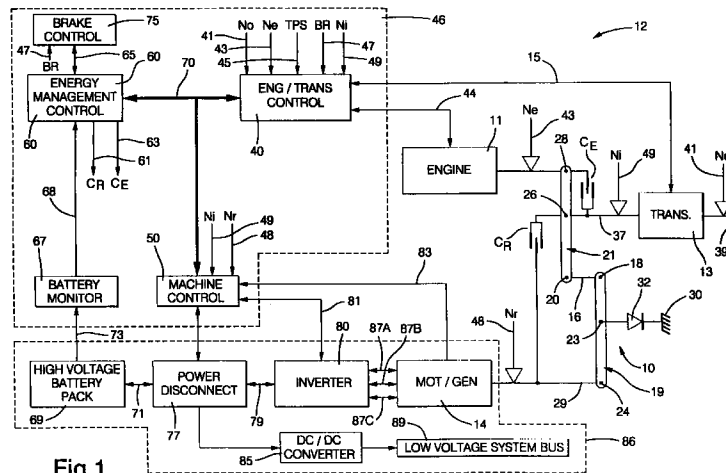 75
BRAKE
CONTROL
47
BR
65
60
ENERGY
MANAGEMENT
CONTROL
60
63
61
CR CE
68
67
BATTERY
MONITOR
73
70
No Ne TPS BR Ni
41
43
45
47
49
ENG / TRANS
CONTROL
40
46
12
15
44
11
ENGINE
Ne
43
28
CE
26
Ni
49
37
TRANS.
13
No
41
39
CR
21
20
16
18
32
30
23
10
19
24
29
50
Ni
Nr
49
48
MACHINE
CONTROL
81
83
48
Nr
HIGH VOLTAGE
BATTERY
PACK
69
71
POWER
DISCONNECT
77
79
80
INVERTER
87A
87B
87C
MOT / GEN
14
DC / DC
CONVERTER
85
89
LOW VOLTAGE SYSTEM BUS
86
Fig.1